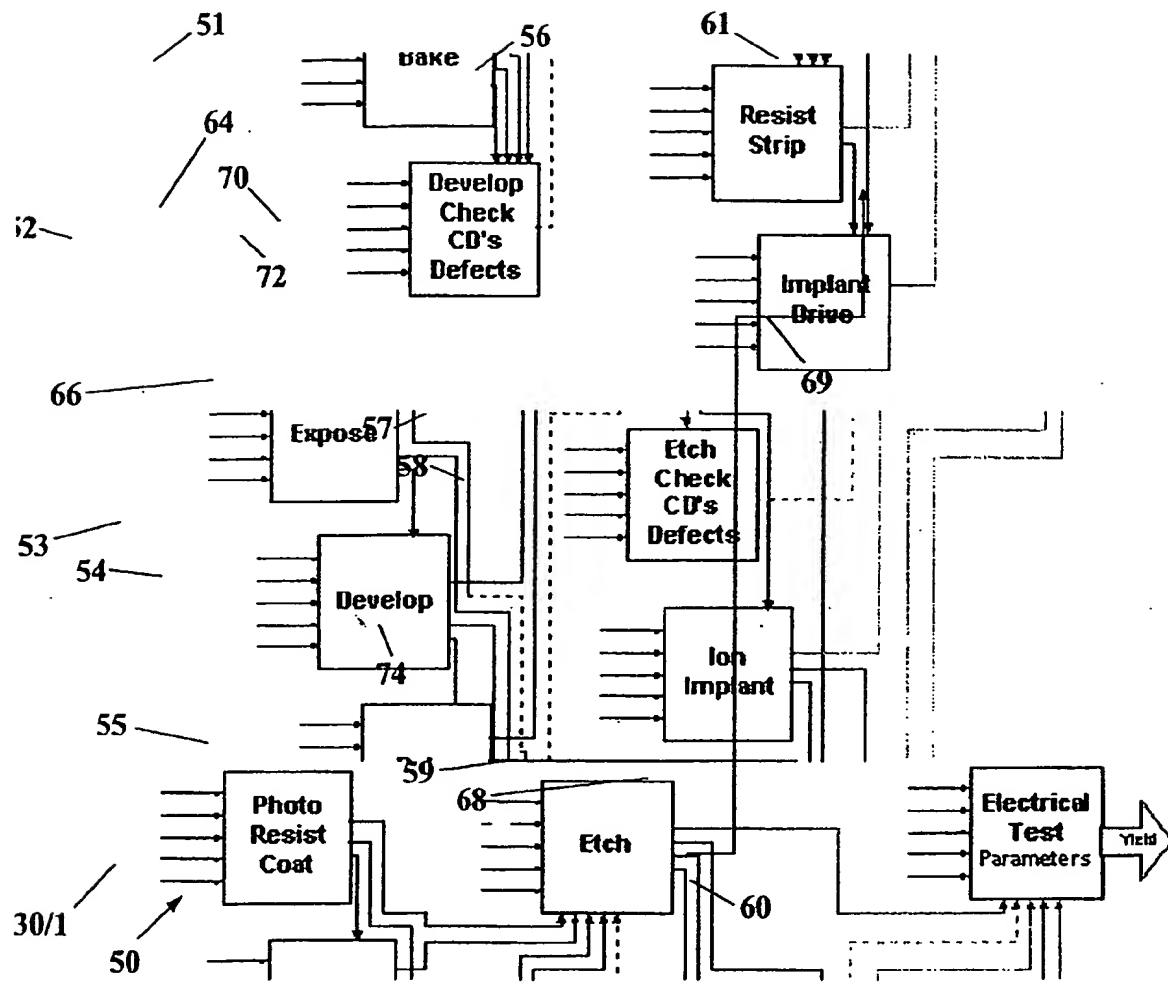 51
Bake
56
61
Resist
Strip
64
70
Develop
Check
CD's
Defects
72
Implant
Drive
69
66
Expose
57
58
Etch
Check
CD's
Defects
53
54
Develop
74
Ion
Implant
55
59
68
Photo
Resist
Coat
Etch
Electrical
Test
Parameters
Yield
60
30/1
50